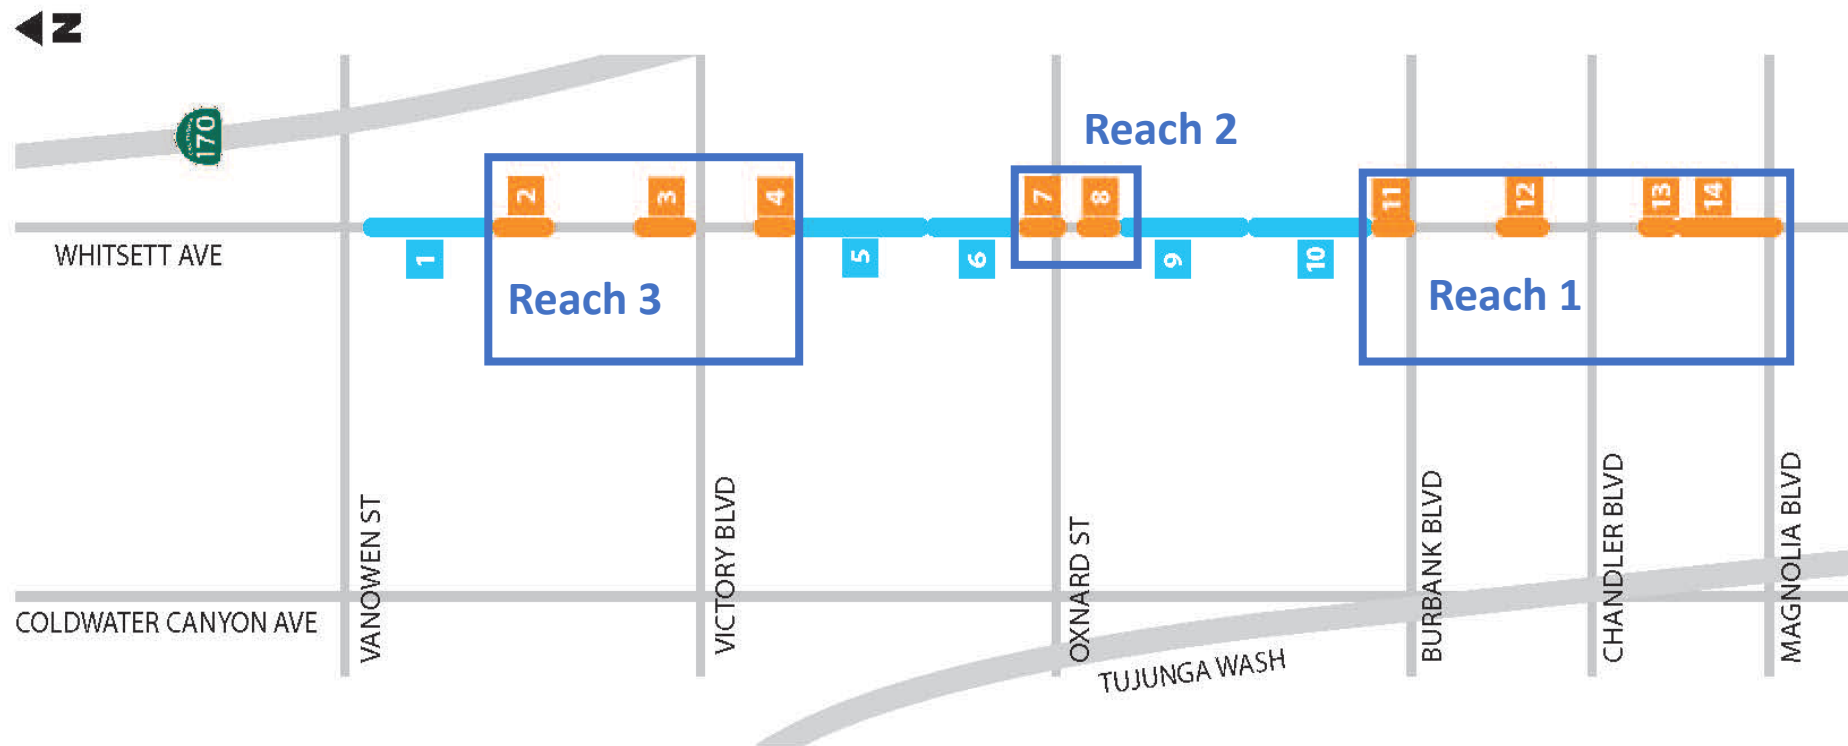 N
170
Reach 2
2
3
4
7
8
11
12
13
14
WHITSETT AVE
1
5
6
9
10
Reach 3
Reach 1
VANOWEN ST
VICTORY BLVD
OXNARD ST
BURBANK BLVD
CHANDLER BLVD
MAGNOLIA BLVD
COLDWATER CANYON AVE
TUJUNGA WASH